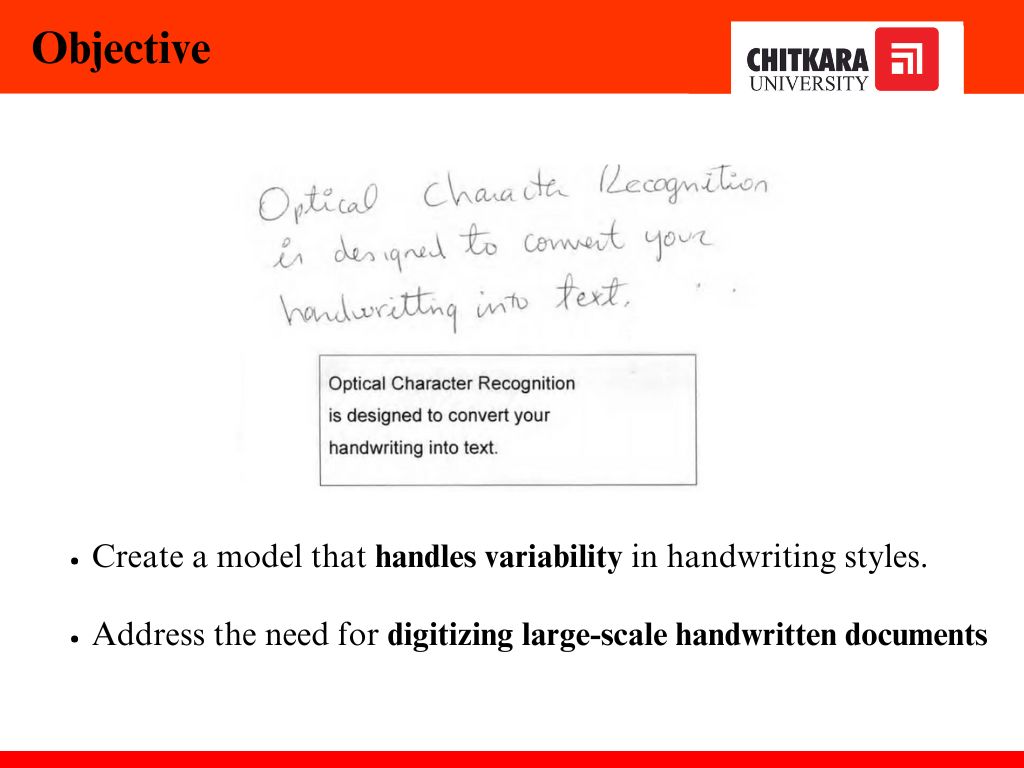 Objective
CHITKARA
UNIVERSITY
Optical Character Recognition
is designed to convert your
handwritting into text.
Optical Character Recognition
is designed to convert your
handwriting into text.
• Create a model that handles variability in handwriting styles.
• Address the need for digitizing large-scale handwritten documents